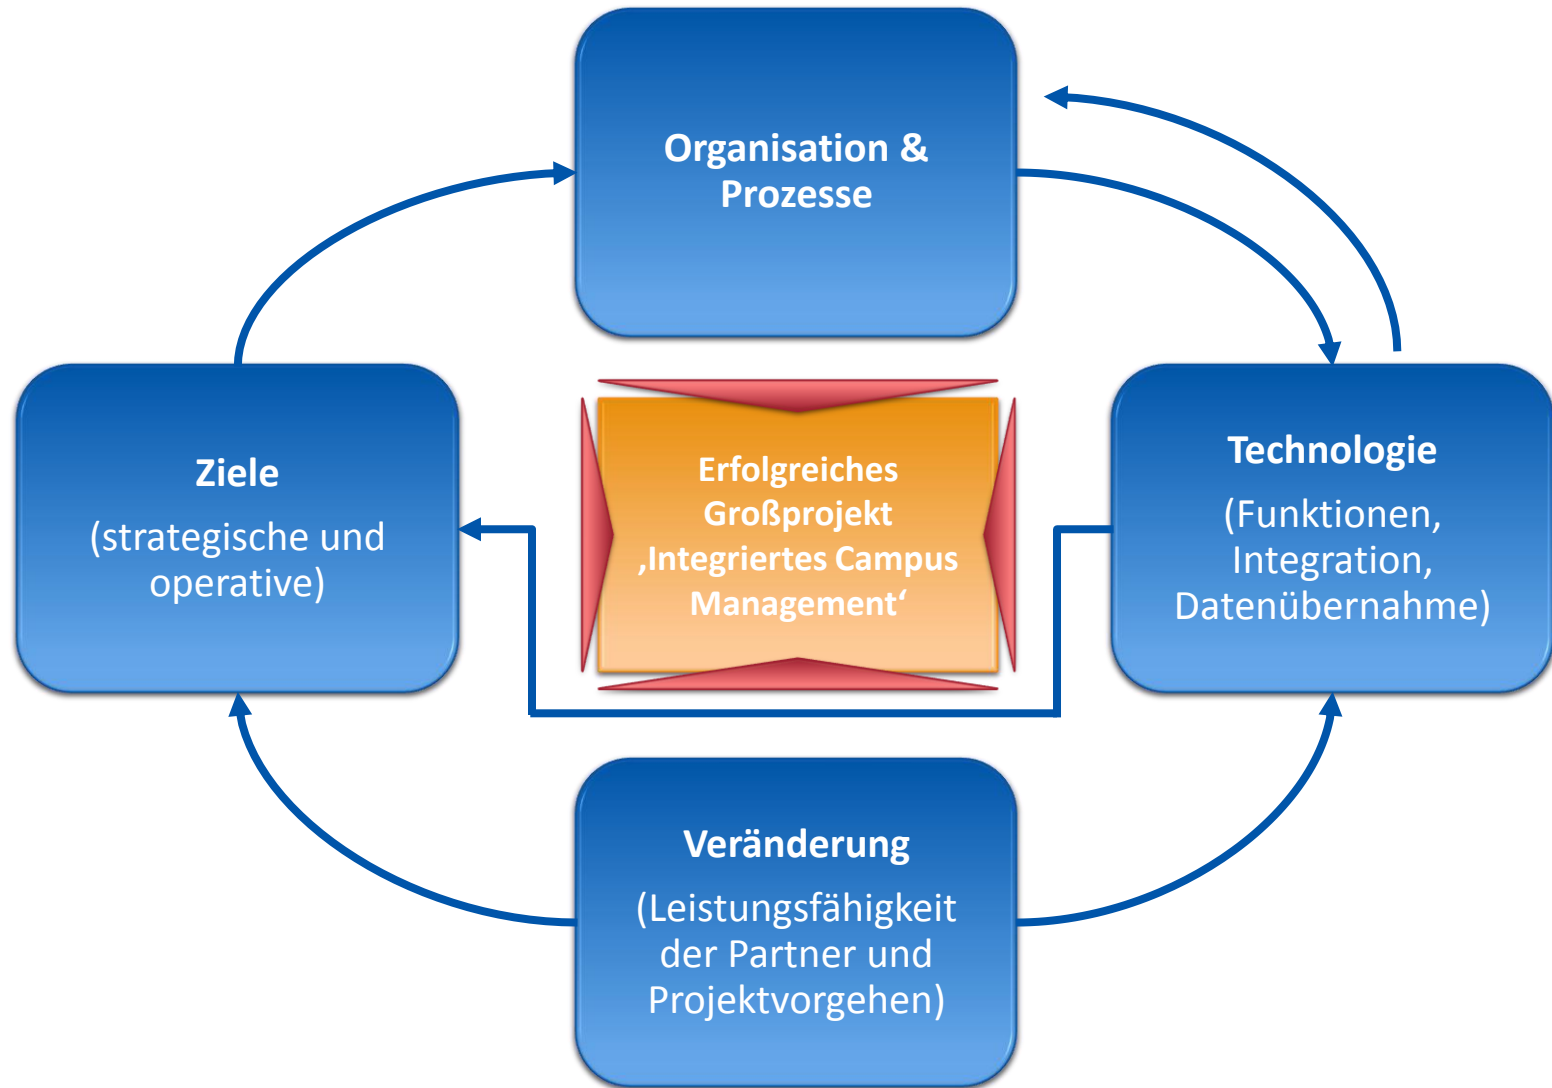 Organisation &
Prozesse
Ziele
(strategische und
operative)
Erfolgreiches
Großprojekt
‚Integriertes Campus
Management‘
Technologie
(Funktionen,
Integration,
Datenübernahme)
Veränderung
(Leistungsfähigkeit
der Partner und
Projektvorgehen)